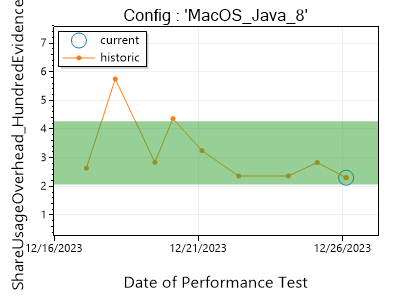 Config : 'MacOS_Java_8'
current
historic
ShareUsageOverhead_HundredEvidence
7
6
5
4
3
2
1
12/16/2023
12/21/2023
12/26/2023
Date of Performance Test